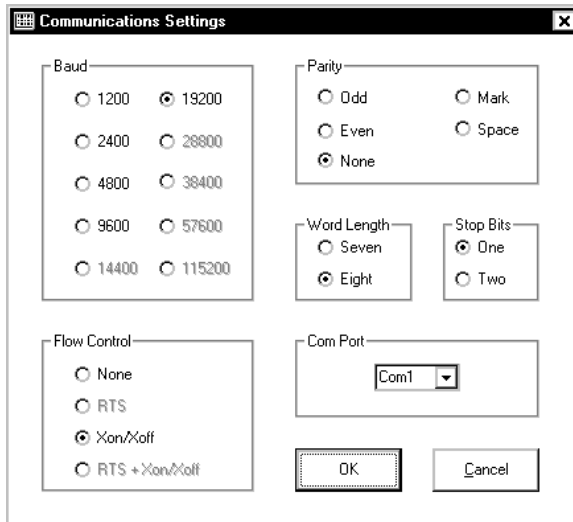 Communications Settings
Baud
1200
19200
2400
28800
4800
38400
9600
57600
14400
115200
Parity
Odd
Mark
Even
Space
None
Word Length
Seven
Eight
Stop Bits
One
Two
Flow Control
None
RTS
Xon/Xoff
RTS + Xon/Xoff
Com Port
Com1
OK
Cancel